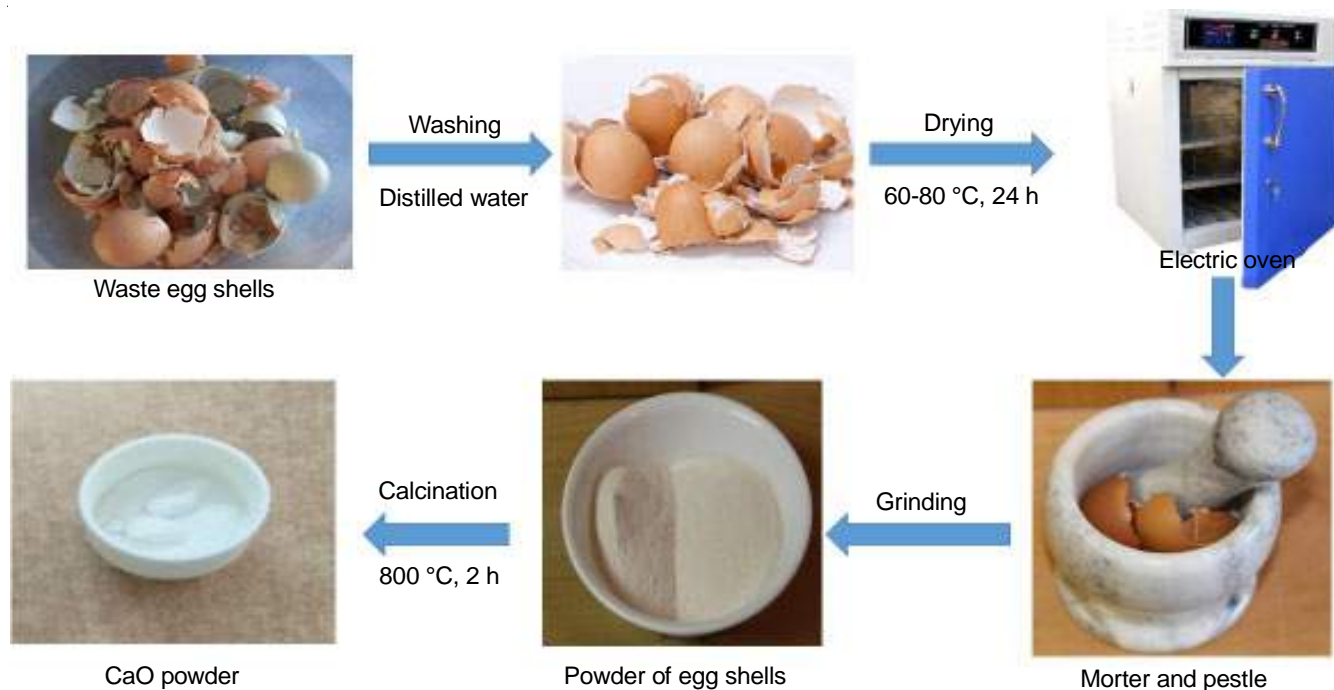 Washing
Distilled water
Waste egg shells
Drying
60-80 °C, 24 h
Electric oven
Calcination
800 °C, 2 h
CaO powder
Powder of egg shells
Grinding
Morter and pestle